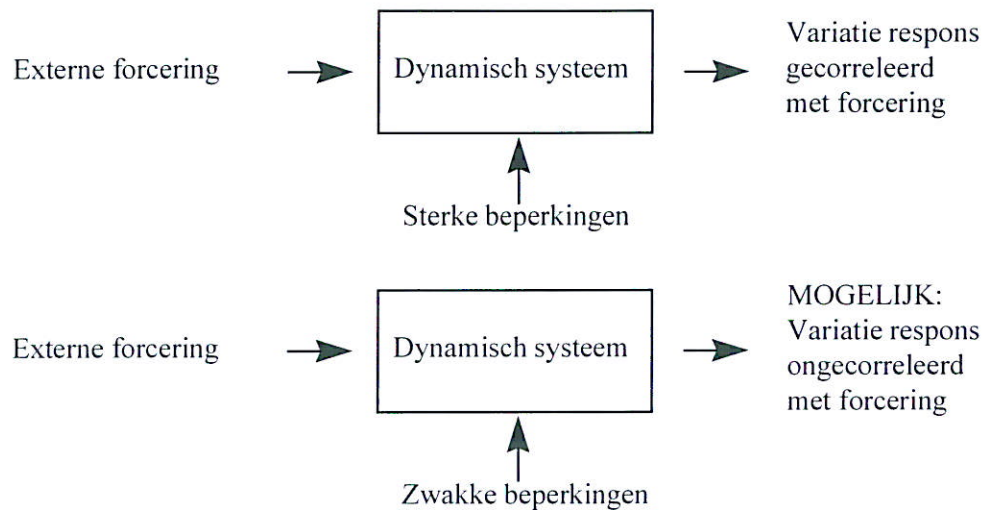 Externe forcering
Dynamisch systeem
Variatie respons
gecorreleerd
met forcering
Sterke beperkingen
Externe forcering
Dynamisch systeem
MOGELIJK:
Variatie respons
ongecorreleerd
met forcering
Zwakke beperkingen